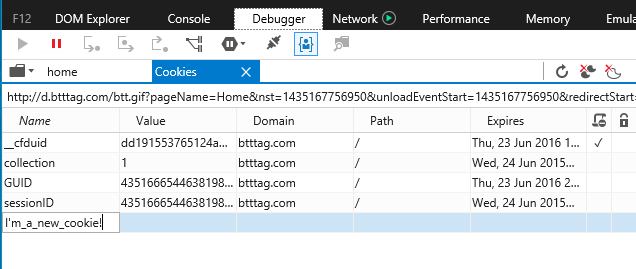 F12 DOM Explorer Console Debugger Network Performance Memory Emula
home Cookies
http://d.btttag.com/btt.gif?pageName=Home&nst=1435167756950&unloadEventStart=1435167756950&redirectStart=
Name Value Domain Path Expires
__cfduid dd191553765124a... btttag.com / Thu, 23 Jun 2016 1... ✓
collection 1 btttag.com / Wed, 24 Jun 2015...
GUID 4351666544638198... btttag.com / Thu, 23 Jun 2016 2...
sessionID 4351666544638198... btttag.com / Wed, 24 Jun 2015...
I'm_a_new_cookie!